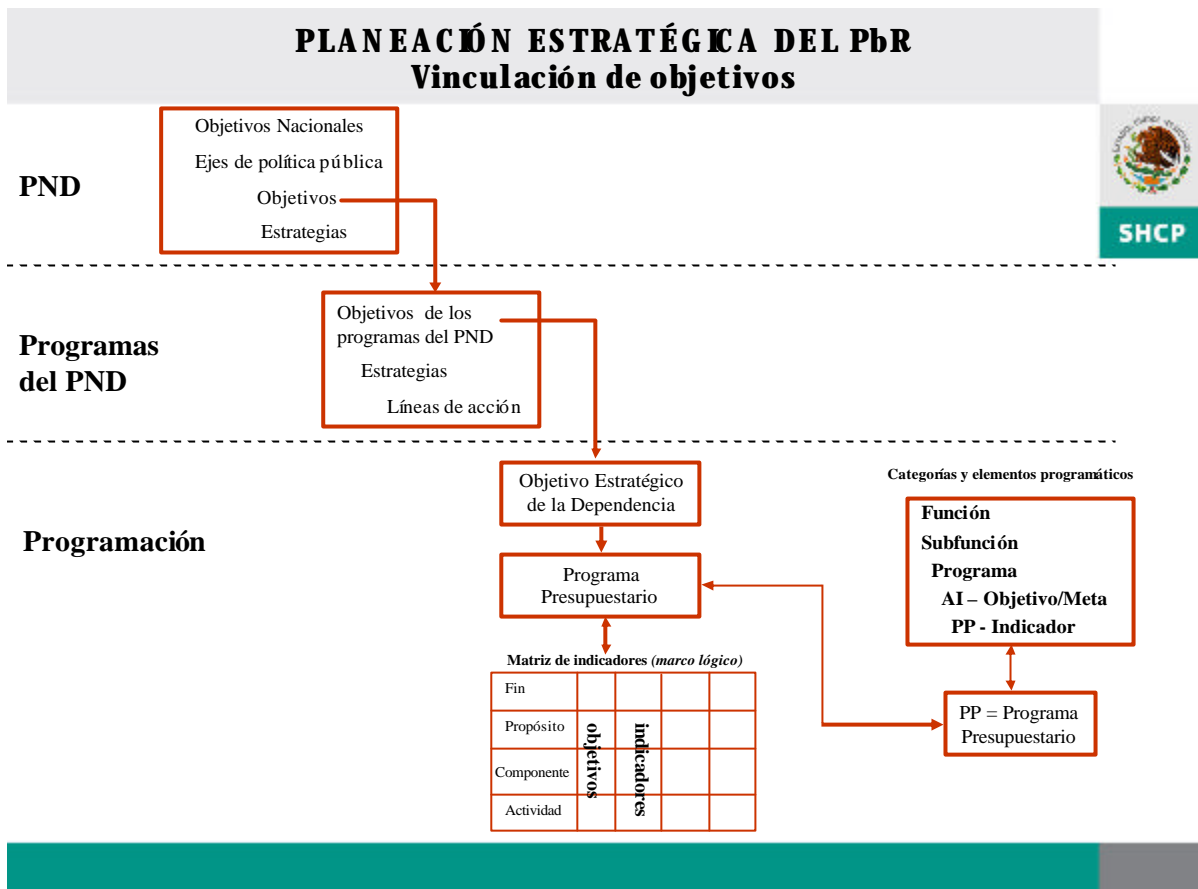 PLANEACIÓN ESTRATÉGICA DEL PbR
Vinculación de objetivos
SHCP
PND
Objetivos Nacionales
Ejes de política pública
Objetivos
Estrategias
Programas
del PND
Objetivos de los
programas del PND
Estrategias
Líneas de acción
Programación
Objetivo Estratégico
de la Dependencia
Programa
Presupuestario
Matriz de indicadores (marco lógico)
Fin
Propósito
Componente
Actividad
objetivos
indicadores
Categorías y elementos programáticos
Función
Subfunción
Programa
AI – Objetivo/Meta
PP - Indicador
PP = Programa
Presupuestario